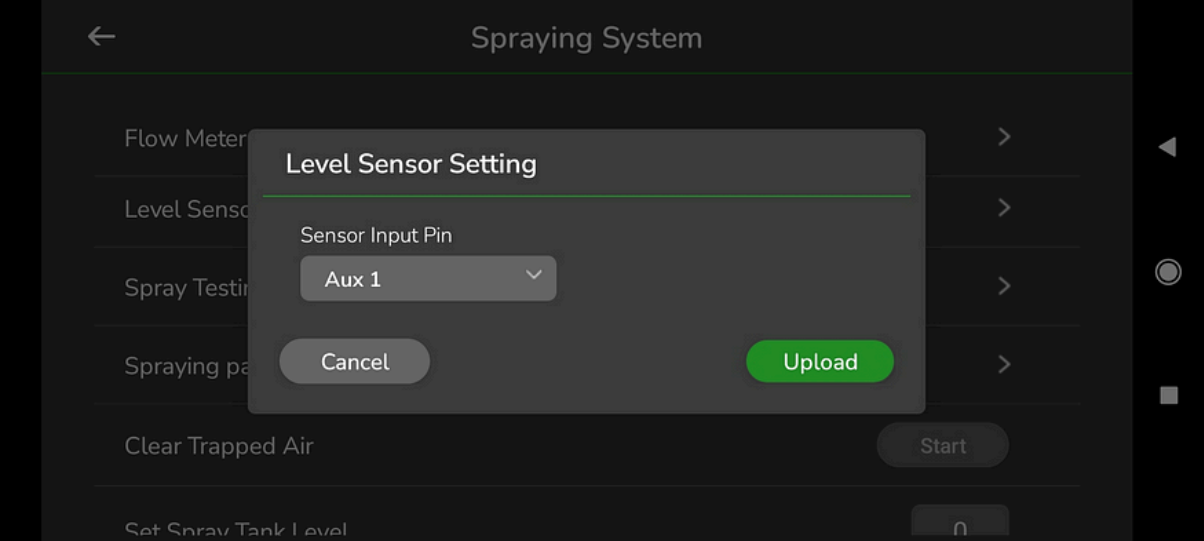 Spraying System
Flow Meter
Level Sensor Setting
Level Senso
Sensor Input Pin
Aux 1
Spray Testin
Cancel
Upload
Spraying pa
Clear Trapped Air
Start
Set Spray Tank Level
0